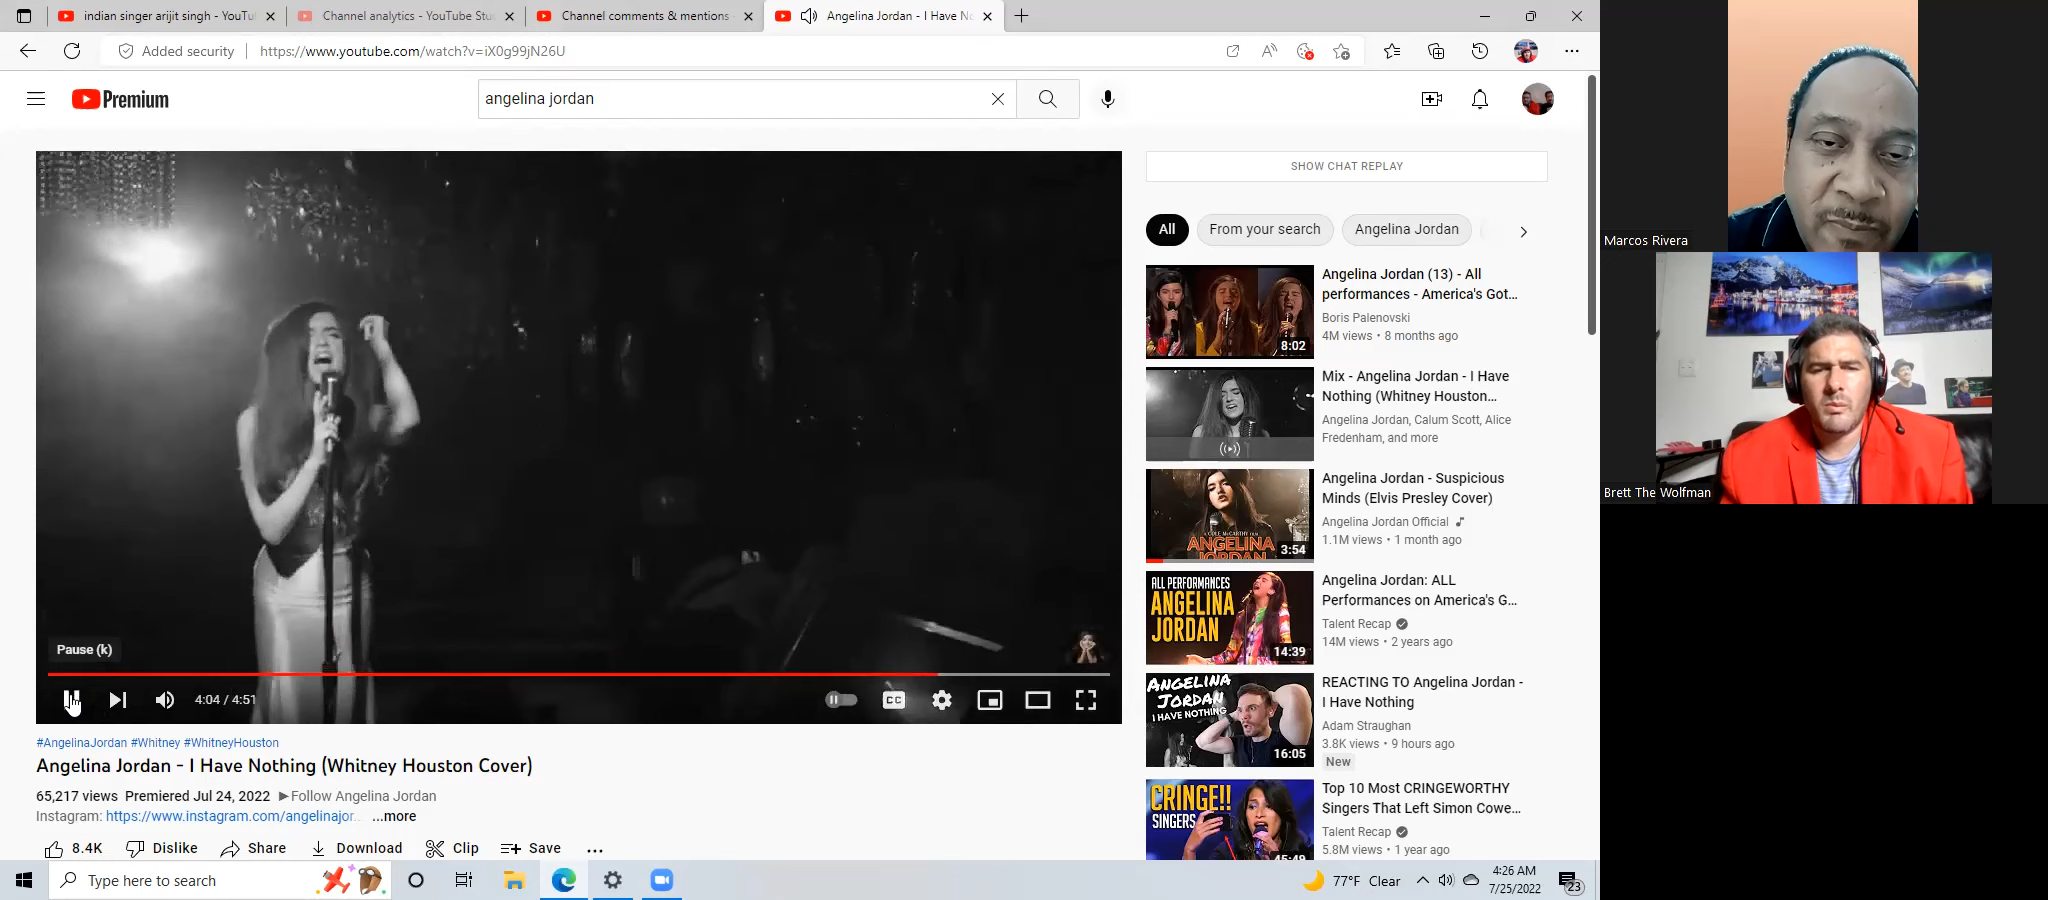 indian singer arijit singh - YouTu
Channel analytics - YouTube Stu
Channel comments & mentions -
Angelina Jordan - I Have No
Added security
https://www.youtube.com/watch?v=iX0g99jN26U
Premium
angelina jordan
SHOW CHAT REPLAY
All
From your search
Angelina Jordan
Angelina Jordan (13) - All
performances - America's Got...
Boris Palenovski
4M views • 8 months ago
8:02
Mix - Angelina Jordan - I Have
Nothing (Whitney Houston...
Angelina Jordan, Calum Scott, Alice
Fredenham, and more
Angelina Jordan - Suspicious
Minds (Elvis Presley Cover)
Angelina Jordan Official
1.1M views • 1 month ago
A COLE McCARTHY FILM
ANGELINA
JORDAN
3:54
Angelina Jordan: ALL
Performances on America's G...
Talent Recap
14M views • 2 years ago
ALL PERFORMANCES
ANGELINA
JORDAN
14:39
REACTING TO Angelina Jordan -
I Have Nothing
Adam Straughan
3.8K views • 9 hours ago
New
ANGELINA
JORDAN
I HAVE NOTHING
16:05
Top 10 Most CRINGEWORTHY
Singers That Left Simon Cowe...
Talent Recap
5.8M views • 1 year ago
CRINGE!!
SINGERS
45:49
Pause (k)
4:04 / 4:51
CC
#AngelinaJordan #Whitney #WhitneyHouston
Angelina Jordan - I Have Nothing (Whitney Houston Cover)
65,217 views Premiered Jul 24, 2022 ▶Follow Angelina Jordan
Instagram: https://www.instagram.com/angelinajor... ...more
8.4K
Dislike
Share
Download
Clip
Save
Type here to search
77°F Clear
4:26 AM
7/25/2022
23
Marcos Rivera
Brett The Wolfman